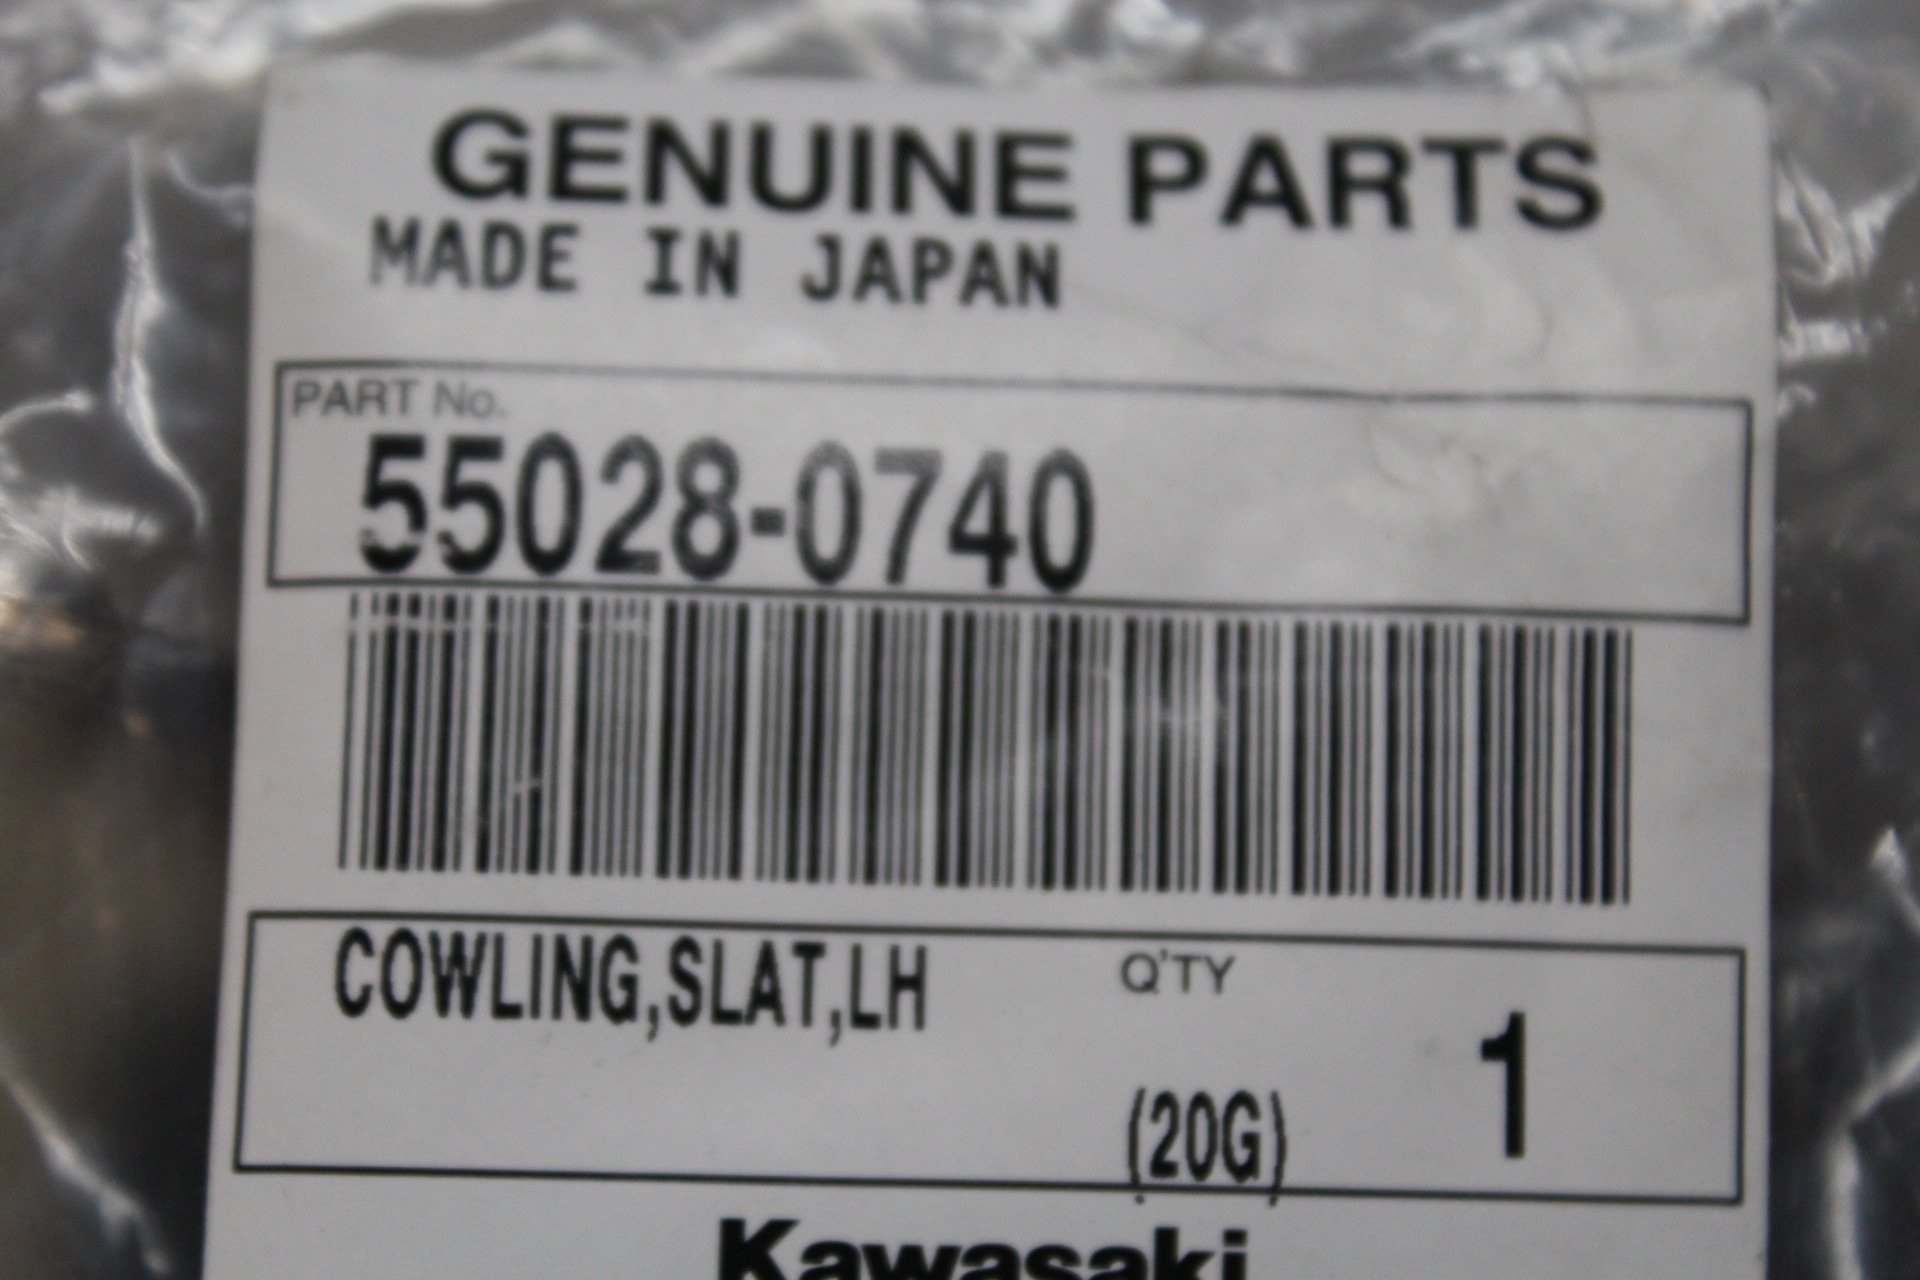 GENUINE PARTS
MADE IN JAPAN
PART No.
55028-0740
COWLING,SLAT,LH
Q'TY
1
(20G)
Kawasaki